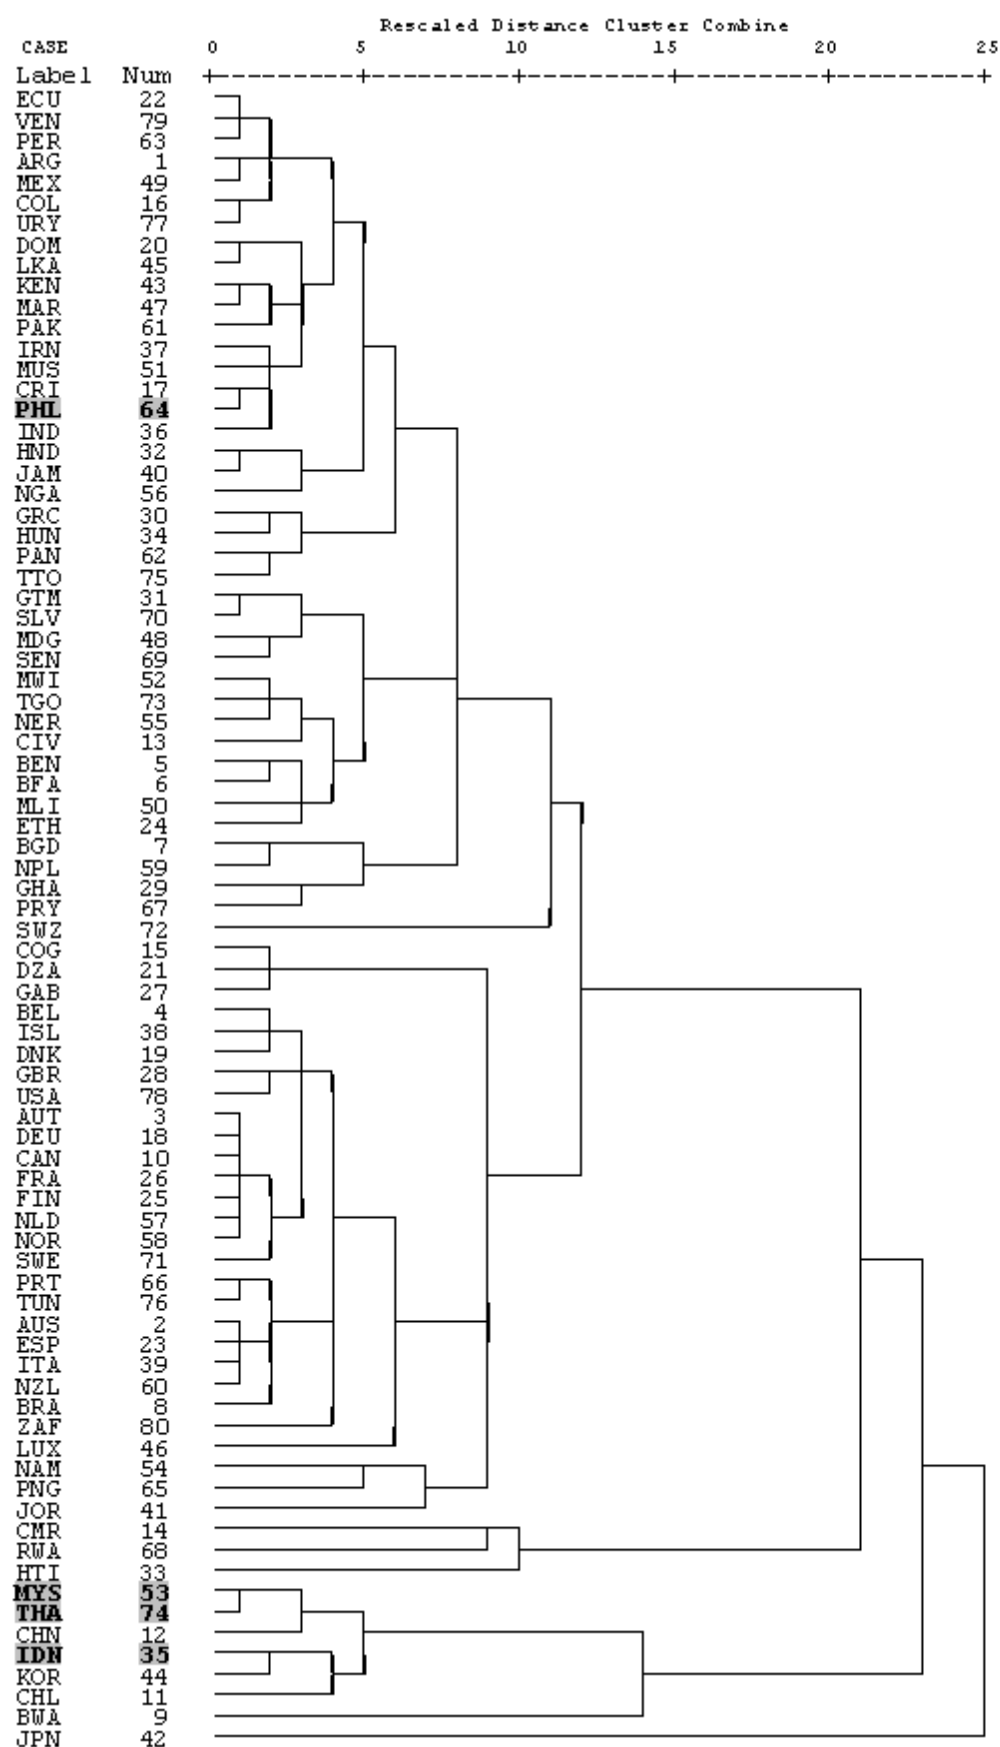 Rescaled Distance Cluster Combine
CASE 0 5 10 15 20 25
Label Num +---------+---------+---------+---------+---------+
ECU 22
VEN 79
PER 63
ARG 1
MEX 49
COL 16
URY 77
DOM 20
LKA 45
KEN 43
MAR 47
PAK 61
IRN 37
MUS 51
CRI 17
PHL 64
IND 36
HND 32
JAM 40
NGA 56
GRC 30
HUN 34
PAN 62
TTO 75
GTM 31
SLV 70
MDG 48
SEN 69
MWI 52
TGO 73
NER 55
CIV 13
BEN 5
BFA 6
MLI 50
ETH 24
BGD 7
NPL 59
GHA 29
PRY 67
SWZ 72
COG 15
DZA 21
GAB 27
BEL 4
ISL 38
DNK 19
GBR 28
USA 78
AUT 3
DEU 18
CAN 10
FRA 26
FIN 25
NLD 57
NOR 58
SWE 71
PRT 66
TUN 76
AUS 2
ESP 23
ITA 39
NZL 60
BRA 8
ZAF 80
LUX 46
NAM 54
PNG 65
JOR 41
CMR 14
RWA 68
HTI 33
MYS 53
THA 74
CHN 12
IDN 35
KOR 44
CHL 11
BWA 9
JPN 42